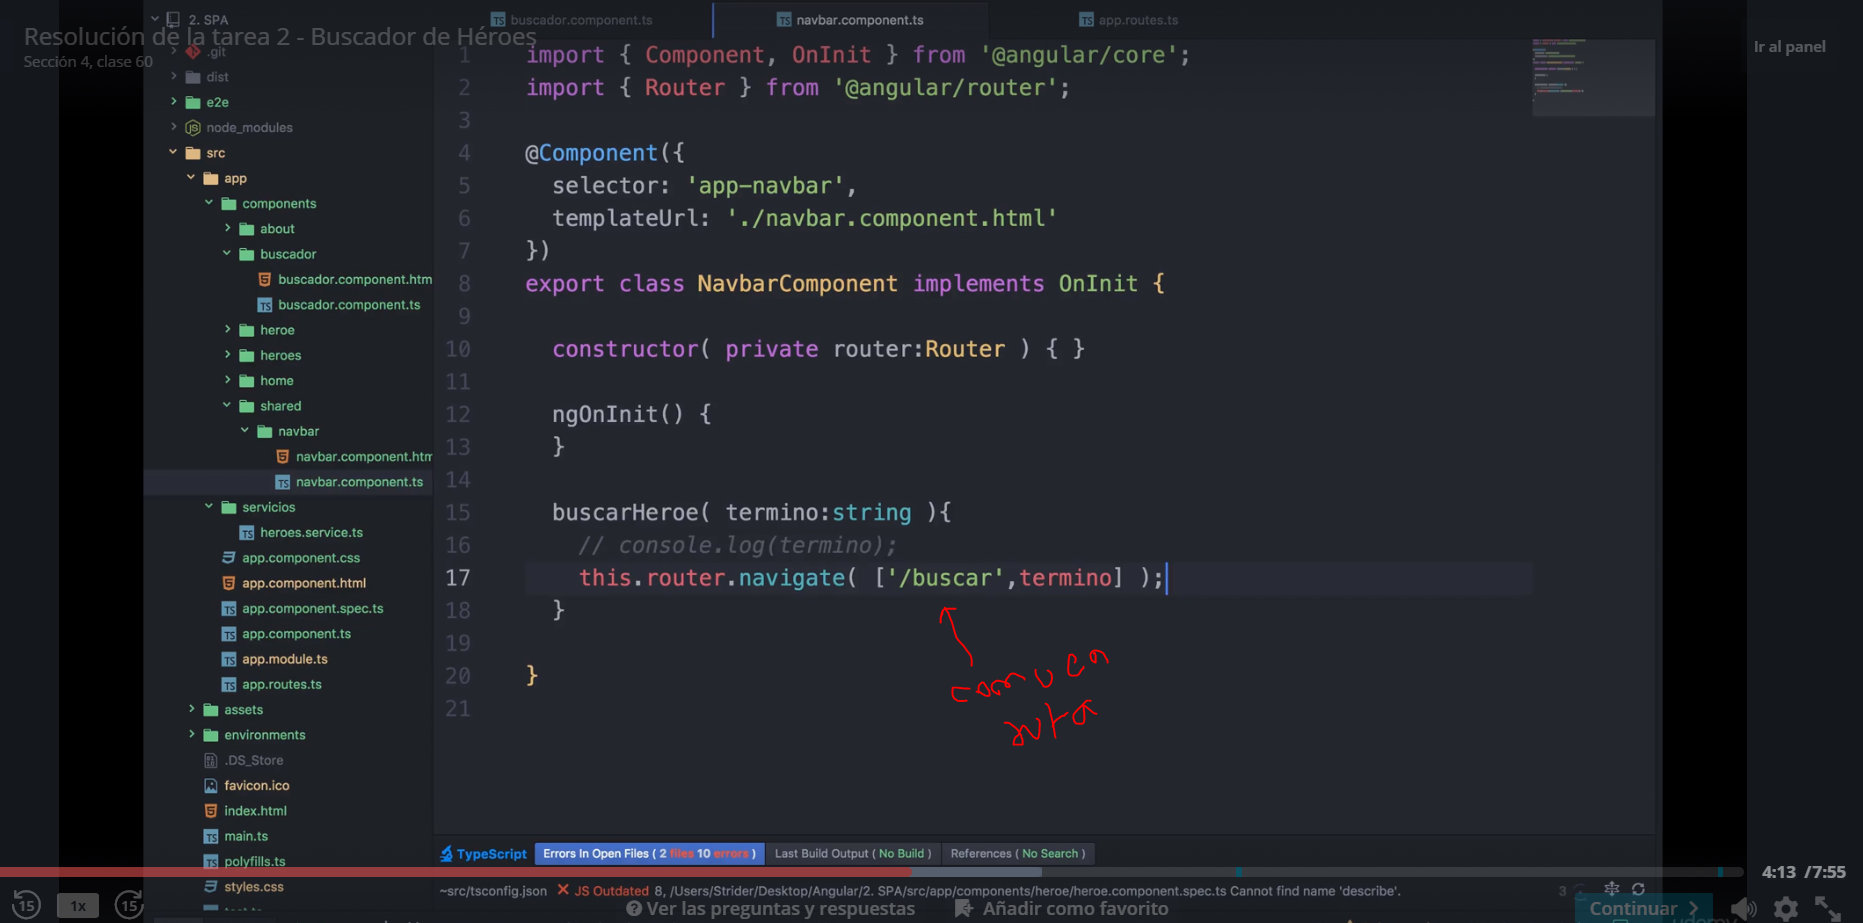 Resolución de la tarea 2 - Buscador de Héroes
Sección 4, clase 60
Ir al panel
2. SPA
.git
dist
e2e
node_modules
src
app
components
about
buscador
buscador.component.htm
buscador.component.ts
heroe
heroes
home
shared
navbar
navbar.component.htm
navbar.component.ts
servicios
heroes.service.ts
app.component.css
app.component.html
app.component.spec.ts
app.component.ts
app.module.ts
app.routes.ts
assets
environments
.DS_Store
favicon.ico
index.html
main.ts
polyfills.ts
styles.css
buscador.component.ts
navbar.component.ts
app.routes.ts
1 import { Component, OnInit } from '@angular/core';
2 import { Router } from '@angular/router';
3
4 @Component({
5 selector: 'app-navbar',
6 templateUrl: './navbar.component.html'
7 })
8 export class NavbarComponent implements OnInit {
9
10 constructor( private router:Router ) { }
11
12 ngOnInit() {
13 }
14
15 buscarHeroe( termino:string ){
16 // console.log(termino);
17 this.router.navigate( ['/buscar',termino] );
18 }
19
20 }
21
TypeScript Errors In Open Files ( 2 files 10 errors ) Last Build Output ( No Build ) References ( No Search )
4:13 / 7:55
~src/tsconfig.json JS Outdated 8, /Users/Strider/Desktop/Angular/2. SPA/src/app/components/heroe/heroe.component.spec.ts Cannot find name 'describe'. 3
15 1x 15 Ver las preguntas y respuestas Añadir como favorito Continuar